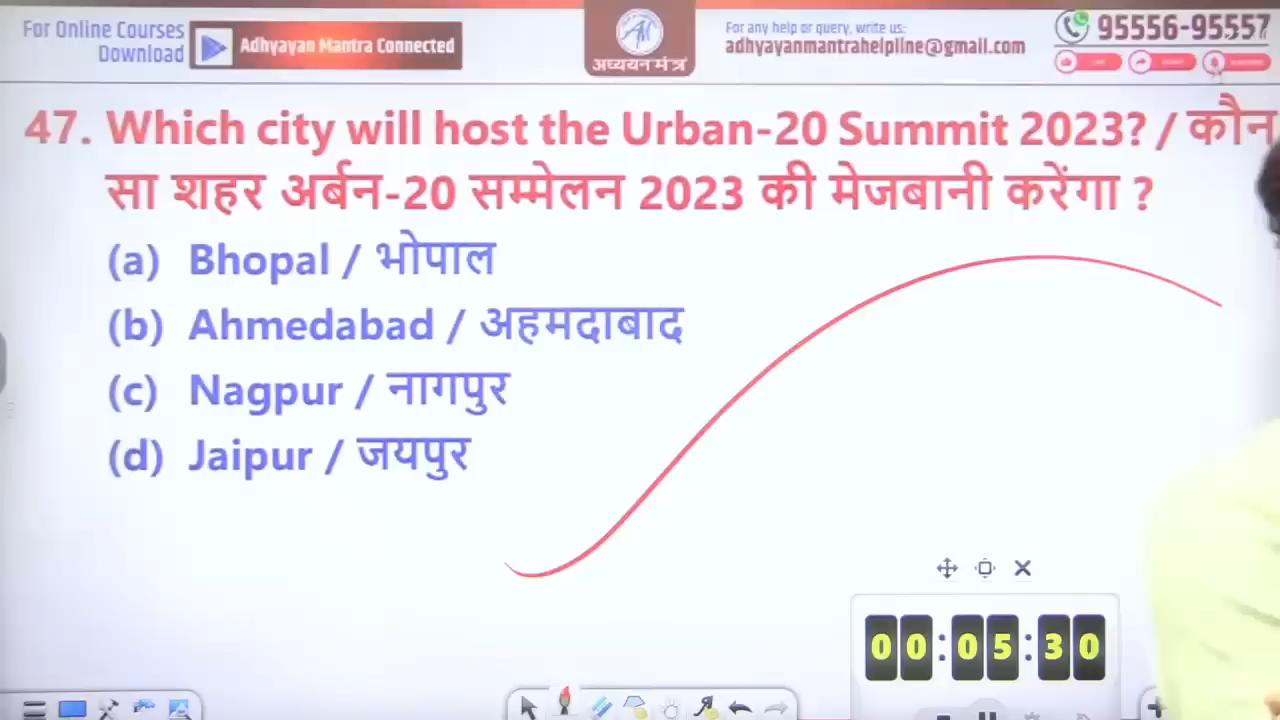 For Online Courses
Download
Adhyayan Mantra Connected
अध्ययन मंत्र
For any help or query, write us:
adhyayanmantrahelpline@gmail.com
95556-95557
47. Which city will host the Urban-20 Summit 2023? / कौन
सा शहर अर्बन-20 सम्मेलन 2023 की मेजबानी करेंगा ?
(a) Bhopal / भोपाल
(b) Ahmedabad / अहमदाबाद
(c) Nagpur / नागपुर
(d) Jaipur / जयपुर
00:05:30